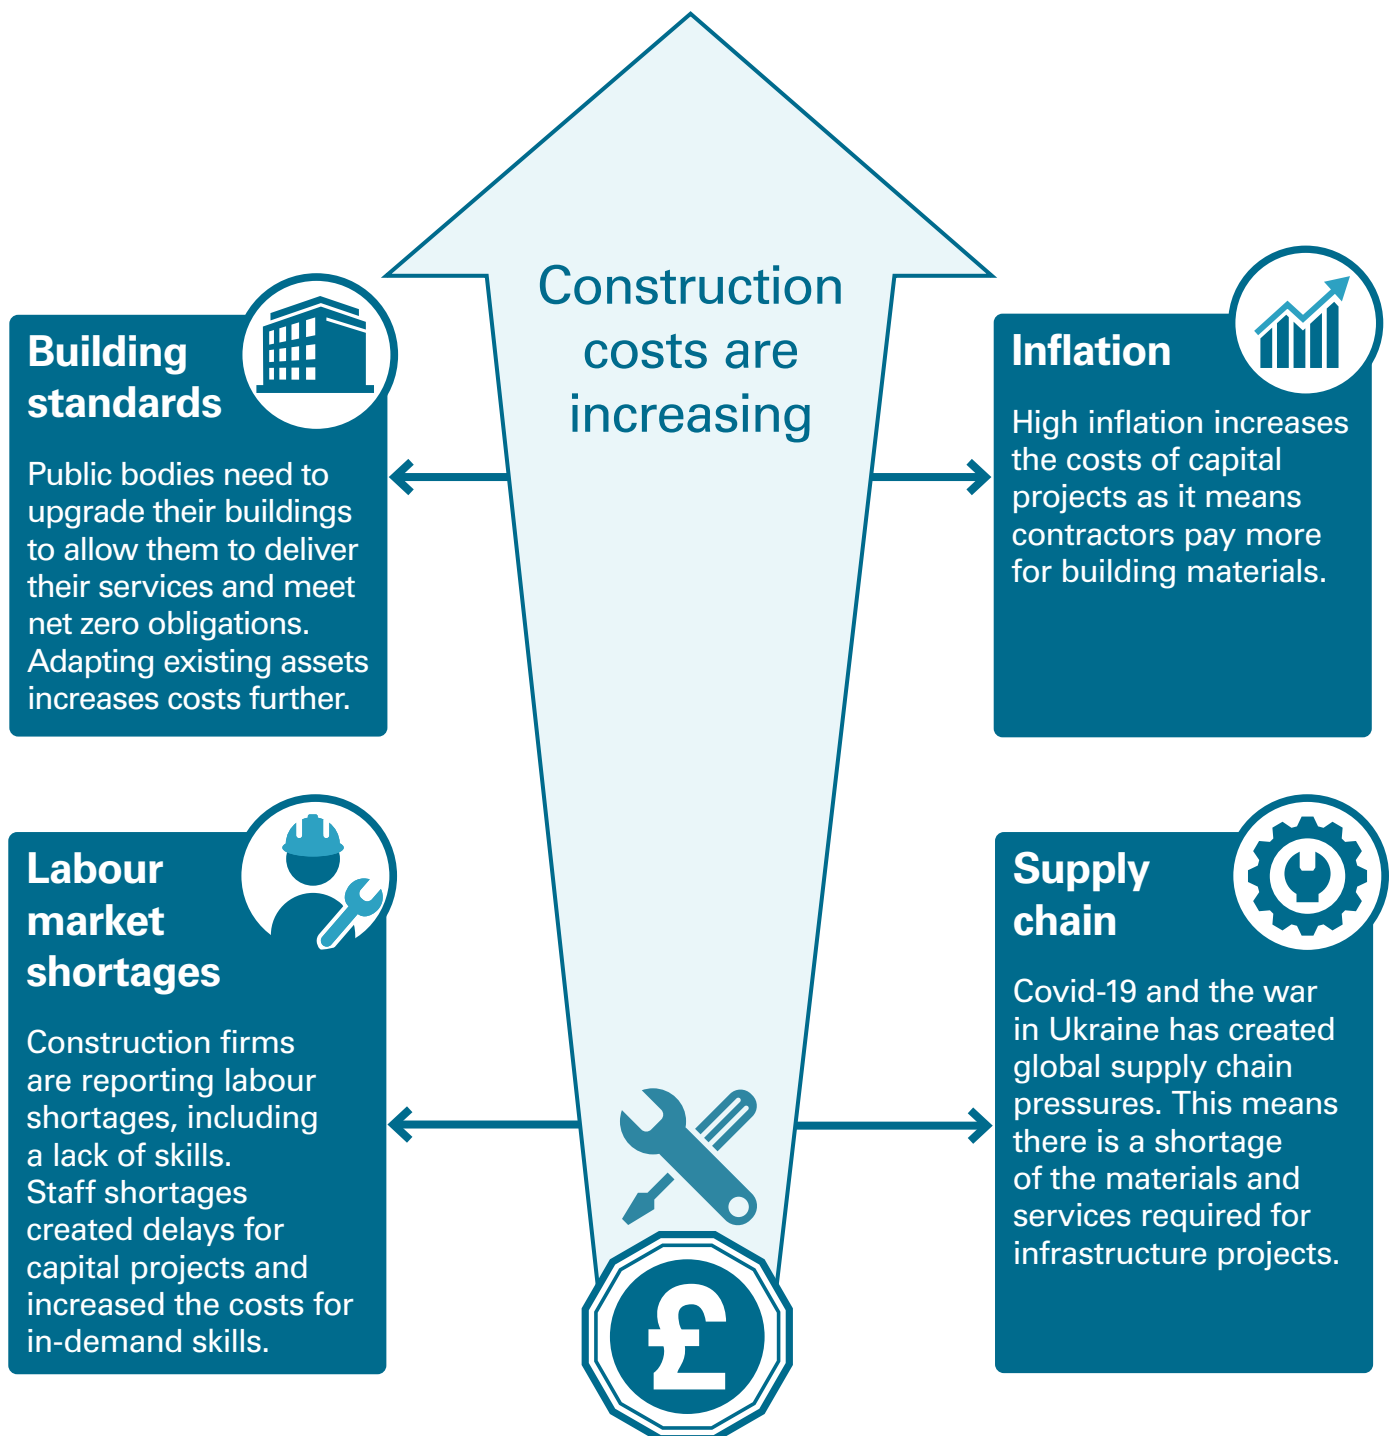 Construction
costs are
increasing
Building
standards
Public bodies need to
upgrade their buildings
to allow them to deliver
their services and meet
net zero obligations.
Adapting existing assets
increases costs further.
Inflation
High inflation increases
the costs of capital
projects as it means
contractors pay more
for building materials.
Labour
market
shortages
Construction firms
are reporting labour
shortages, including
a lack of skills.
Staff shortages
created delays for
capital projects and
increased the costs for
in-demand skills.
Supply
chain
Covid-19 and the war
in Ukraine has created
global supply chain
pressures. This means
there is a shortage
of the materials and
services required for
infrastructure projects.
£